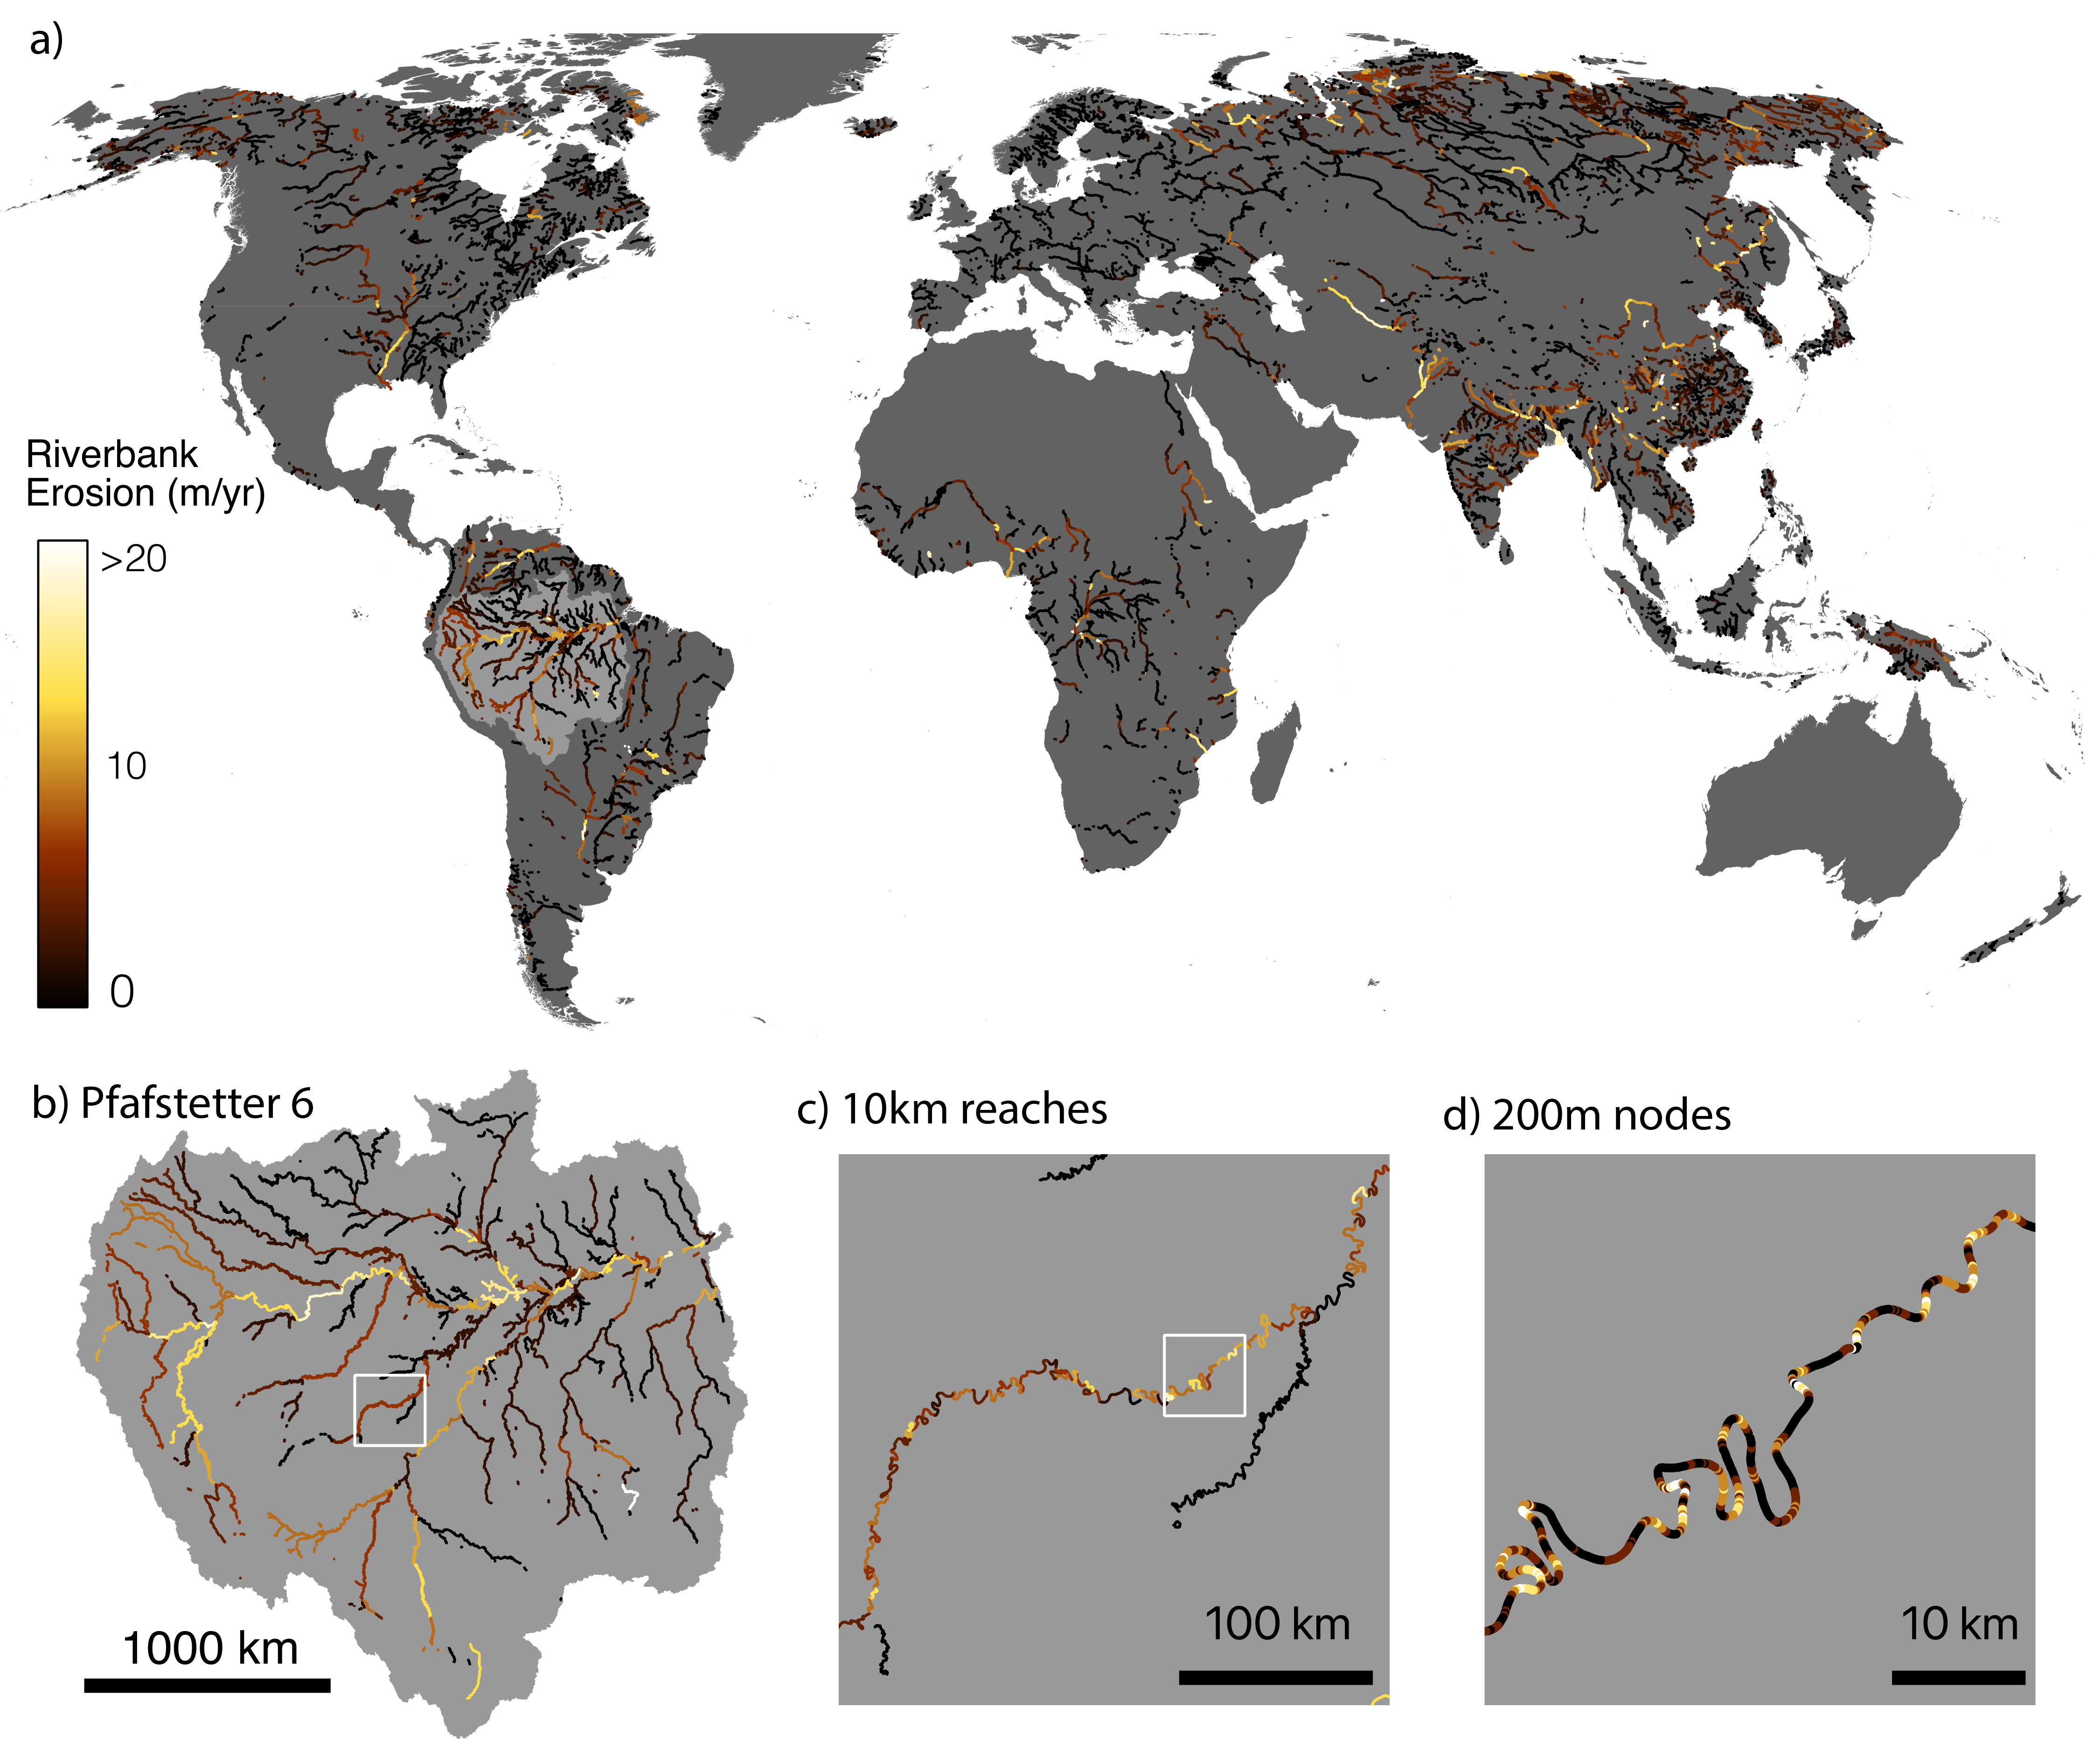 a)
Riverbank
Erosion (m/yr)
>20
10
0
b) Pfafstetter 6
1000 km
c) 10km reaches
100 km
d) 200m nodes
10 km